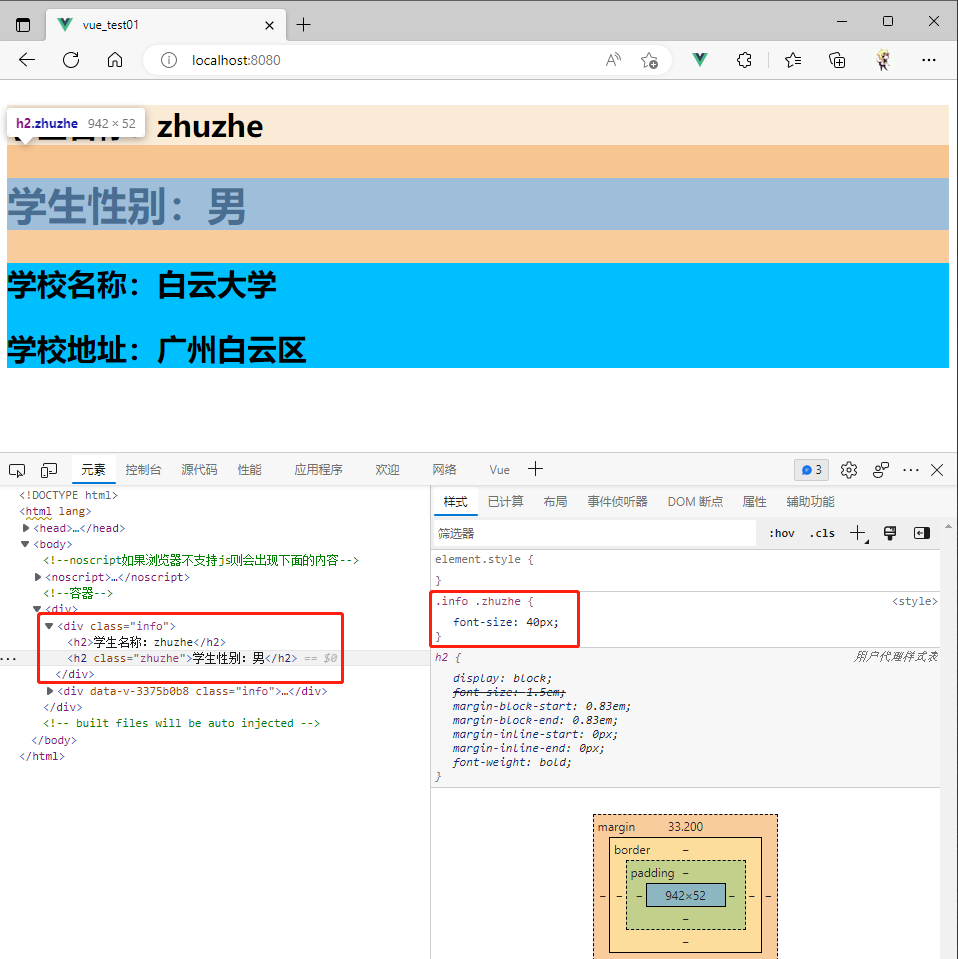 vue_test01
localhost:8080
zhuzhe
h2.zhuzhe 942 × 52
学生性别：男
学校名称：白云大学
学校地址：广州白云区
元素 控制台 源代码 性能 应用程序 欢迎 网络 Vue 3
<!DOCTYPE html>
<html lang>
<head>…</head>
<body>
<!--noscript如果浏览器不支持js则会出现下面的内容-->
<noscript>…</noscript>
<!--容器-->
<div>
<div class="info">
<h2>学生名称：zhuzhe</h2>
<h2 class="zhuzhe">学生性别：男</h2> == $0
</div>
<div data-v-3375b0b8 class="info">…</div>
</div>
<!-- built files will be auto injected -->
</body>
</html>
样式 已计算 布局 事件侦听器 DOM 断点 属性 辅助功能
筛选器 :hov .cls
element.style {
}
.info .zhuzhe { <style>
font-size: 40px;
}
h2 { 用户代理样式表
display: block;
font-size: 1.5em;
margin-block-start: 0.83em;
margin-block-end: 0.83em;
margin-inline-start: 0px;
margin-inline-end: 0px;
font-weight: bold;
}
margin 33.200
border –
padding –
– – – 942×52 – – –
–
–